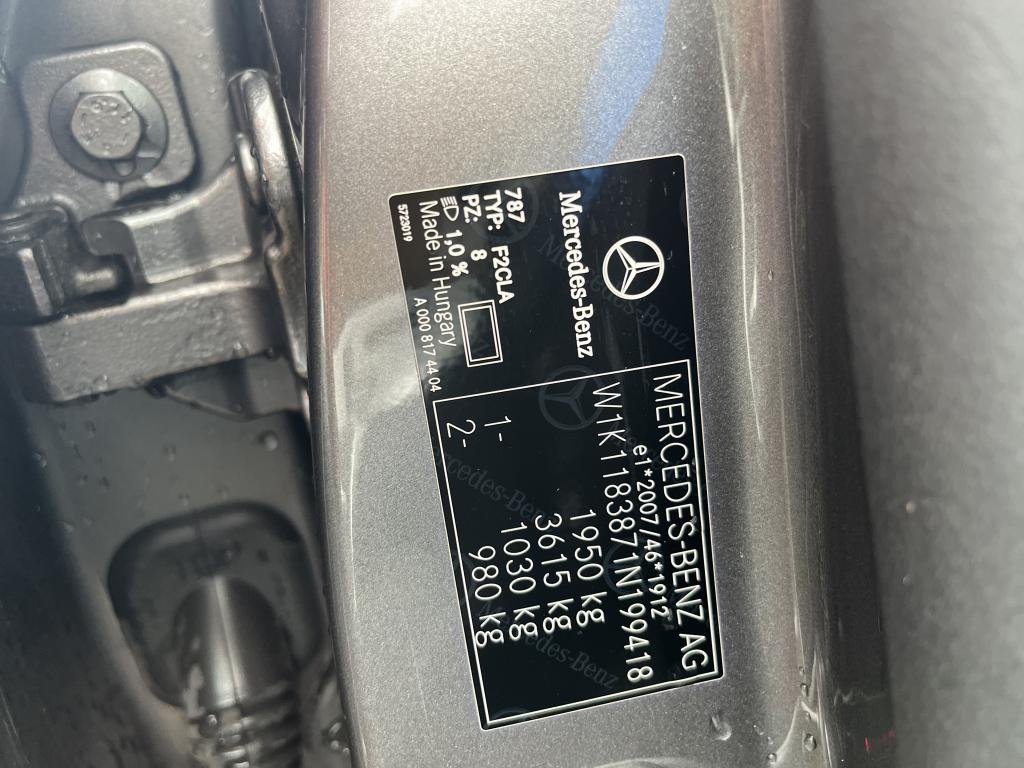 Mercedes-Benz
787
TYP: F2CLA
PZ: 8
1,0 %
Made in Hungary
5723019
A 000 817 44 04
MERCEDES-BENZ AG
e1*2007/46*1912
W1K1183871N199418
1950 kg
3615 kg
1- 1030 kg
2- 980 kg